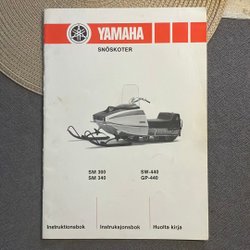 YAMAHA
SNÖSKOTER
SM 300 SW-440
SM 340 GP-440
Instruktionsbok Instruksjonsbok Huolto kirja